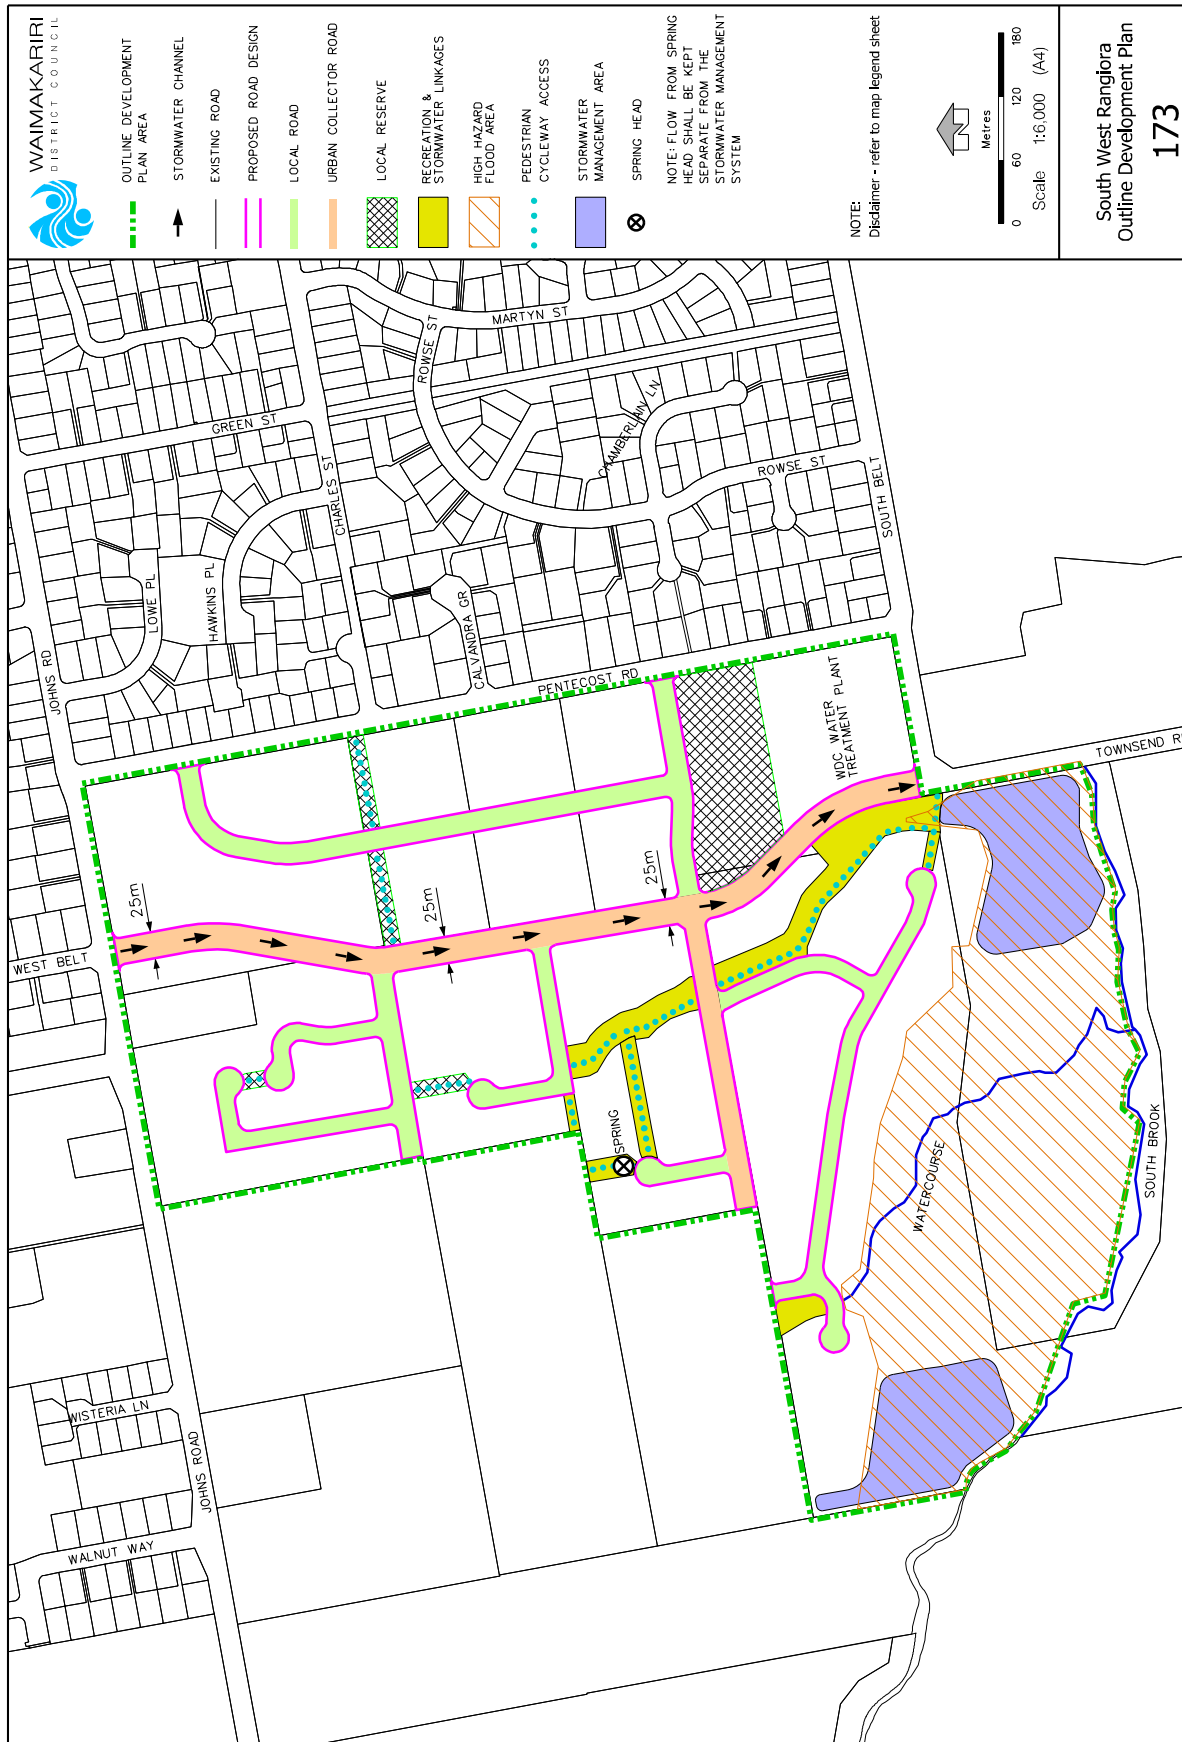 WAIMAKARIRI
DISTRICT COUNCIL
OUTLINE DEVELOPMENT
PLAN AREA
STORMWATER CHANNEL
EXISTING ROAD
PROPOSED ROAD DESIGN
LOCAL ROAD
URBAN COLLECTOR ROAD
LOCAL RESERVE
RECREATION &
STORMWATER LINKAGES
HIGH HAZARD
FLOOD AREA
PEDESTRIAN
CYCLEWAY ACCESS
STORMWATER
MANAGEMENT AREA
SPRING HEAD
NOTE: FLOW FROM SPRING
HEAD SHALL BE KEPT
SEPARATE FROM THE
STORMWATER MANAGEMENT
SYSTEM
NOTE:
Disclaimer - refer to map legend sheet
N
Metres
0 60 120 180
Scale 1:6,000 (A4)
South West Rangiora
Outline Development Plan
173
JOHNS RD
WEST BELT
LOWE PL
HAWKINS PL
GREEN ST
CHARLES ST
CALVANDRA GR
PENTECOST RD
ROWSE ST
MARTYN ST
CHAMBERLAIN LN
ROWSE ST
SOUTH BELT
TOWNSEND R
WDC WATER PLANT
TREATMENT
25m
25m
25m
SPRING
WATERCOURSE
SOUTH BROOK
WISTERIA LN
JOHNS ROAD
WALNUT WAY